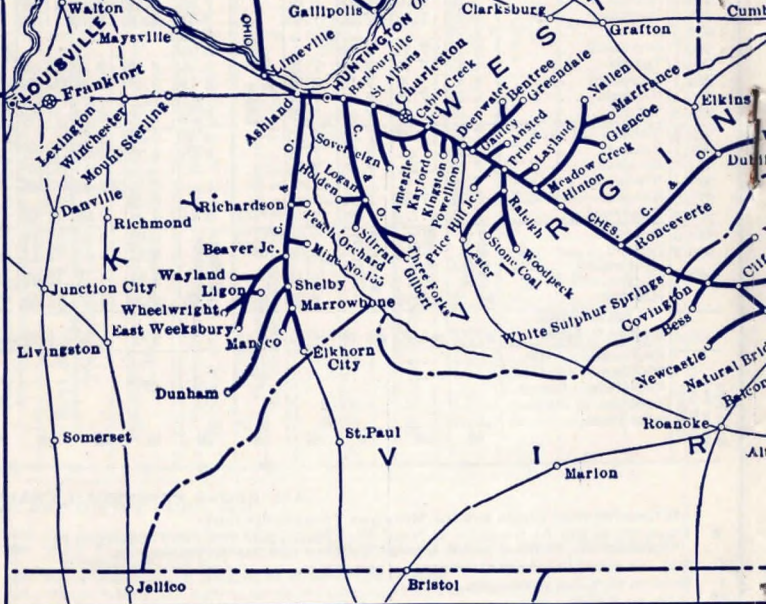 Walton
Maysville
LOUISVILLE
Frankfort
Lexington
Winchester
Mount Sterling
OHIO
Limeville
Gallipolis
HUNTINGTON
Barboursville
St. Albans
Charleston
Cabin Creek
Ashland
Clarksburg
Grafton
Cumb
W E S
Elkins
Bentree
Greendale
Deepwater
Gauley
Ansted
Prince
Layland
Nallen
Marfrance
Glencoe
Meadow Creek
Hinton
R G I N
C. & O.
Ronceverte
CHES.
Sovereign
Holden
Logan
C. & O.
Ameagle
Kayford
Kingston
Powellton
Price Hill Jc.
Raleigh
Lester
Stone Coal
Woodpeck
Stirrat
Three Forks
Gilbert
Danville
Richmond
K Y.
Richardson
Peach Orchard
Mine No. 155
Beaver Jc.
Wayland
Ligon
Wheelwright
East Weeksbury
Shelby
Marrowbone
Manco
Elkhorn
City
Dunham
C. & O.
Junction City
Livingston
White Sulphur Springs
Covington
Bess
Clif
Newcastle
Natural Brid
Roanoke
Somerset
St. Paul
V I R
Marion
Jellico
Bristol